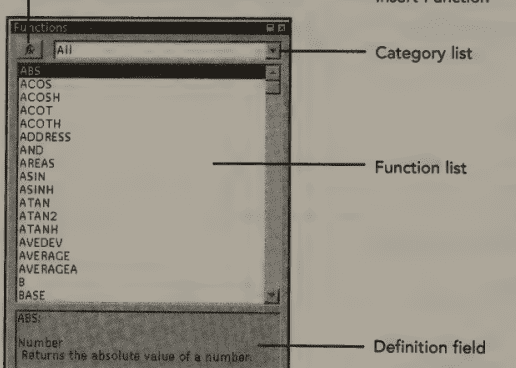 Insert Function
Functions
fx All
Category list
ABS
ACOS
ACOSH
ACOT
ACOTH
ADDRESS
AND
AREAS
Function list
ASIN
ASINH
ATAN
ATAN2
ATANH
AVEDEV
AVERAGE
AVERAGEA
B
BASE
ABS:
Number
Returns the absolute value of a number.
Definition field